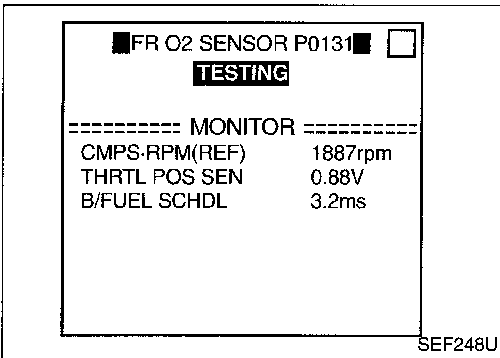 FR O2 SENSOR P0131
TESTING
========= MONITOR =========
CMPS·RPM(REF) 1887rpm
THRTL POS SEN 0.88V
B/FUEL SCHDL 3.2ms
SEF248U